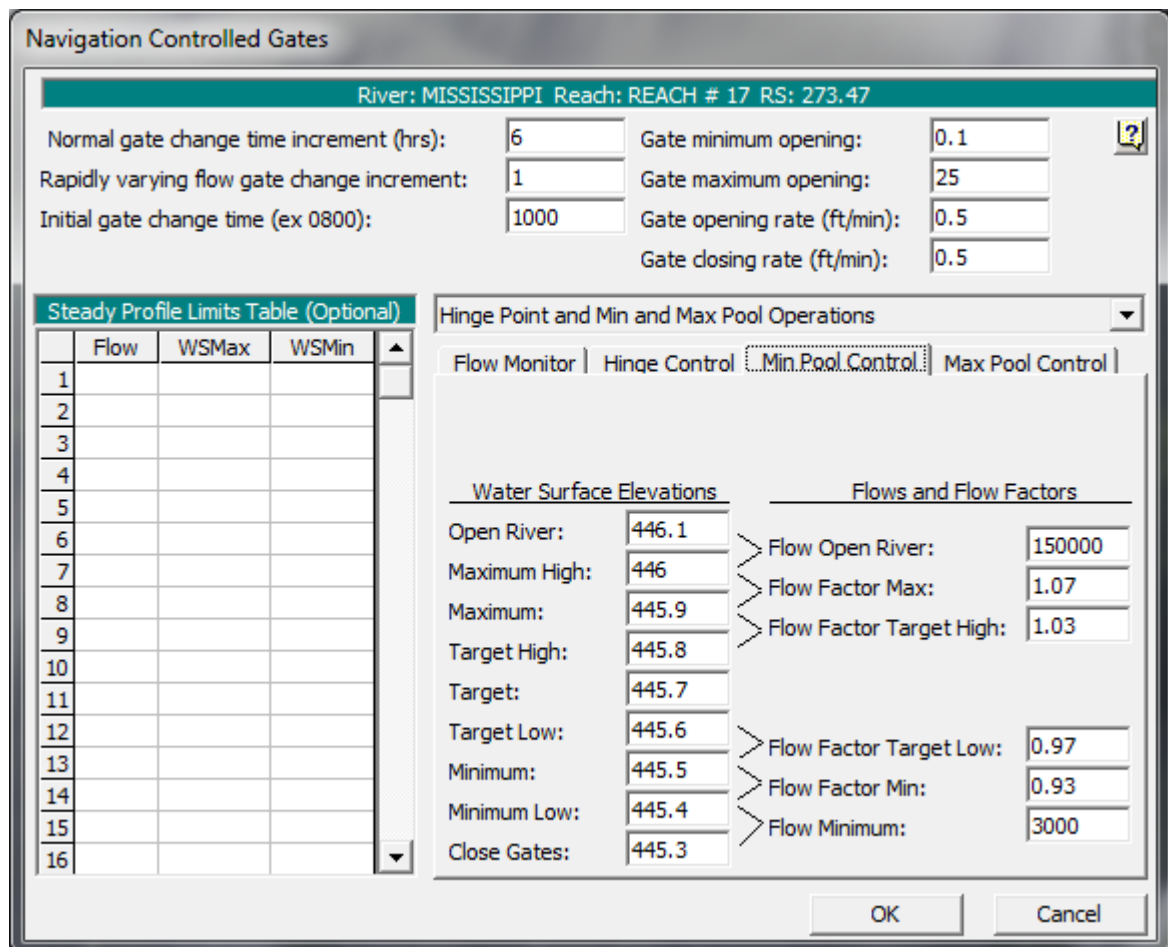 Navigation Controlled Gates
River: MISSISSIPPI Reach: REACH # 17 RS: 273.47
Normal gate change time increment (hrs): 6
Rapidly varying flow gate change increment: 1
Initial gate change time (ex 0800): 1000
Gate minimum opening: 0.1
Gate maximum opening: 25
Gate opening rate (ft/min): 0.5
Gate closing rate (ft/min): 0.5
Steady Profile Limits Table (Optional)
Flow WSMax WSMin
1
2
3
4
5
6
7
8
9
10
11
12
13
14
15
16
Hinge Point and Min and Max Pool Operations
Flow Monitor Hinge Control Min Pool Control Max Pool Control
Water Surface Elevations
Open River: 446.1
Maximum High: 446
Maximum: 445.9
Target High: 445.8
Target: 445.7
Target Low: 445.6
Minimum: 445.5
Minimum Low: 445.4
Close Gates: 445.3
Flows and Flow Factors
Flow Open River: 150000
Flow Factor Max: 1.07
Flow Factor Target High: 1.03
Flow Factor Target Low: 0.97
Flow Factor Min: 0.93
Flow Minimum: 3000
OK Cancel